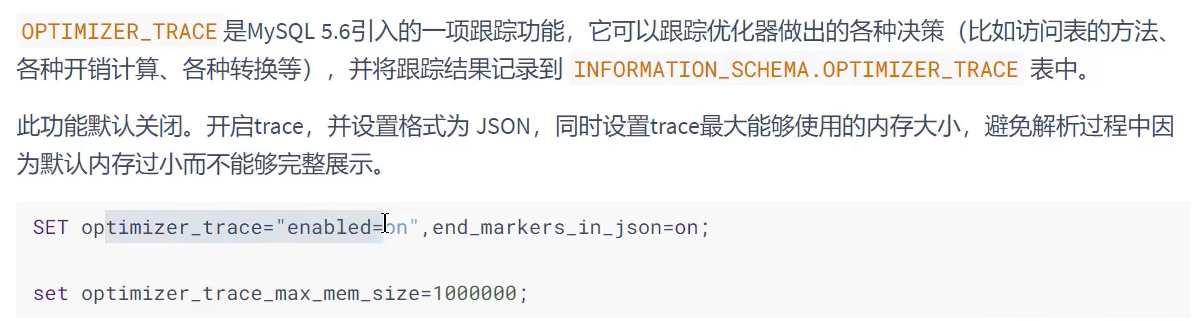 OPTIMIZER_TRACE 是MySQL 5.6引入的一项跟踪功能，它可以跟踪优化器做出的各种决策（比如访问表的方法、
各种开销计算、各种转换等），并将跟踪结果记录到 INFORMATION_SCHEMA.OPTIMIZER_TRACE 表中。
此功能默认关闭。开启trace，并设置格式为 JSON，同时设置trace最大能够使用的内存大小，避免解析过程中因
为默认内存过小而不能够完整展示。
SET optimizer_trace="enabled=on",end_markers_in_json=on;
set optimizer_trace_max_mem_size=1000000;